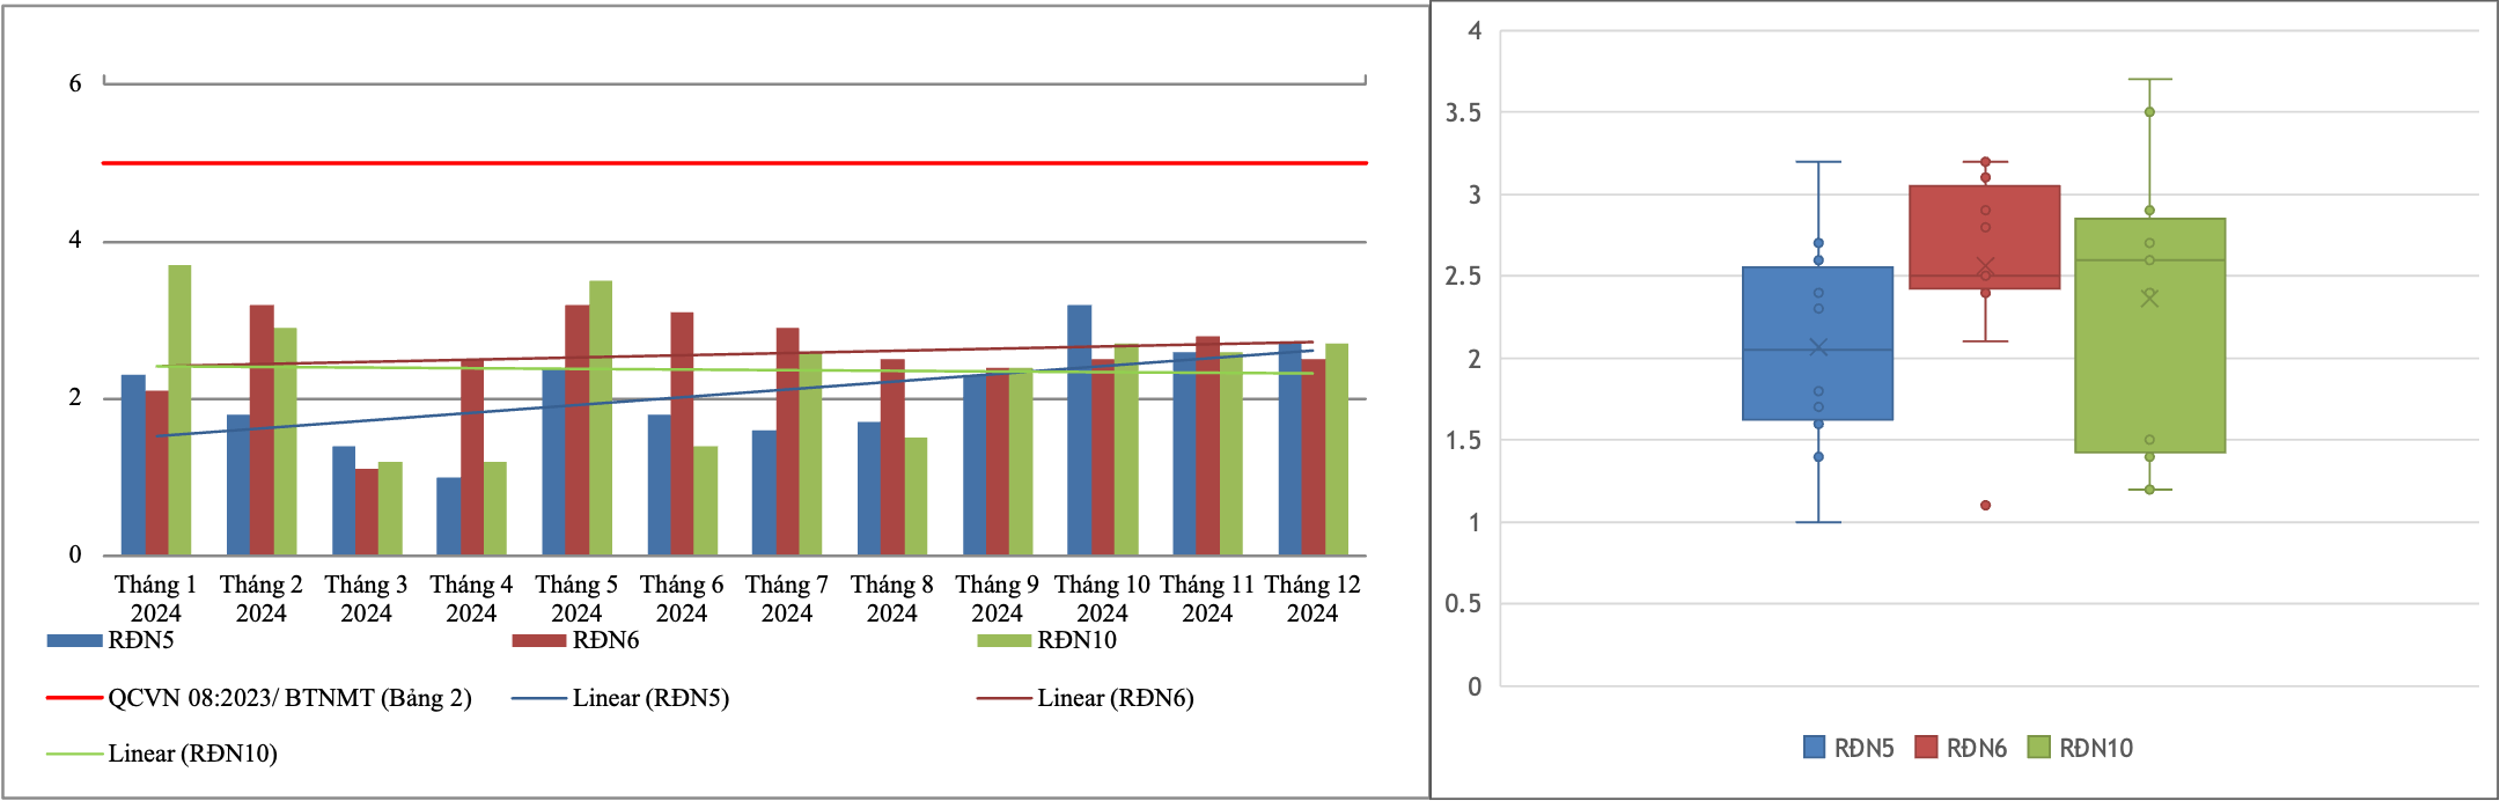 6
4
2
0
Tháng 1 2024
Tháng 2 2024
Tháng 3 2024
Tháng 4 2024
Tháng 5 2024
Tháng 6 2024
Tháng 7 2024
Tháng 8 2024
Tháng 9 2024
Tháng 10 2024
Tháng 11 2024
Tháng 12 2024
RĐN5
RĐN6
RĐN10
QCVN 08:2023/ BTNMT (Bảng 2)
Linear (RĐN5)
Linear (RĐN6)
Linear (RĐN10)
4
3.5
3
2.5
2
1.5
1
0.5
0
RĐN5
RĐN6
RĐN10